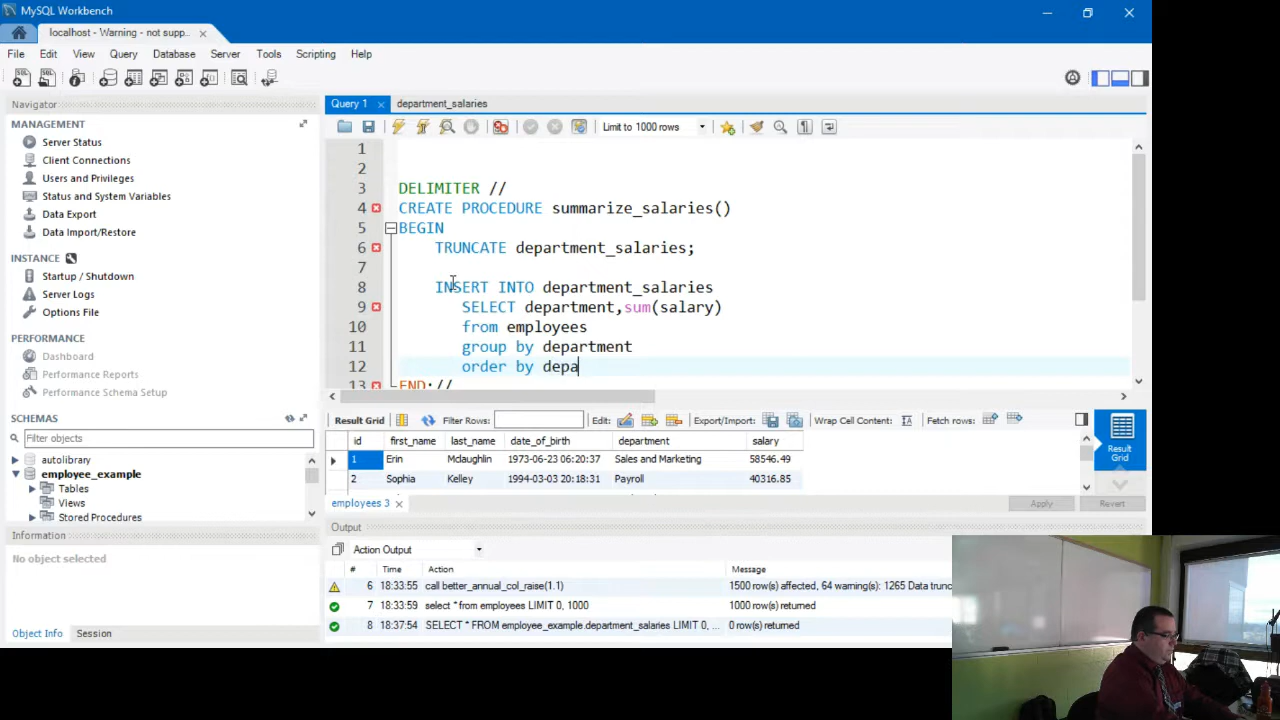 MySQL Workbench
localhost - Warning - not supp..
File Edit View Query Database Server Tools Scripting Help
Navigator
MANAGEMENT
Server Status
Client Connections
Users and Privileges
Status and System Variables
Data Export
Data Import/Restore
INSTANCE
Startup / Shutdown
Server Logs
Options File
PERFORMANCE
Dashboard
Performance Reports
Performance Schema Setup
SCHEMAS
Filter objects
autolibrary
employee_example
Tables
Views
Stored Procedures
Information
No object selected
Object Info Session
Query 1 department_salaries
Limit to 1000 rows
1
2
3 DELIMITER //
4 CREATE PROCEDURE summarize_salaries()
5 BEGIN
6 TRUNCATE department_salaries;
7
8 INSERT INTO department_salaries
9 SELECT department,sum(salary)
10 from employees
11 group by department
12 order by depa
13 END;//
Result Grid Filter Rows: Edit: Export/Import: Wrap Cell Content: Fetch rows:
id first_name last_name date_of_birth department salary
1 Erin Mclaughlin 1973-06-23 06:20:37 Sales and Marketing 58546.49
2 Sophia Kelley 1994-03-03 20:18:31 Payroll 40316.85
Result Grid
employees 3 Apply Revert
Output
Action Output
# Time Action Message
6 18:33:55 call better_annual_col_raise(1.1) 1500 row(s) affected, 64 warning(s): 1265 Data trunc
7 18:33:59 select * from employees LIMIT 0, 1000 1000 row(s) returned
8 18:37:54 SELECT * FROM employee_example.department_salaries LIMIT 0, ... 0 row(s) returned